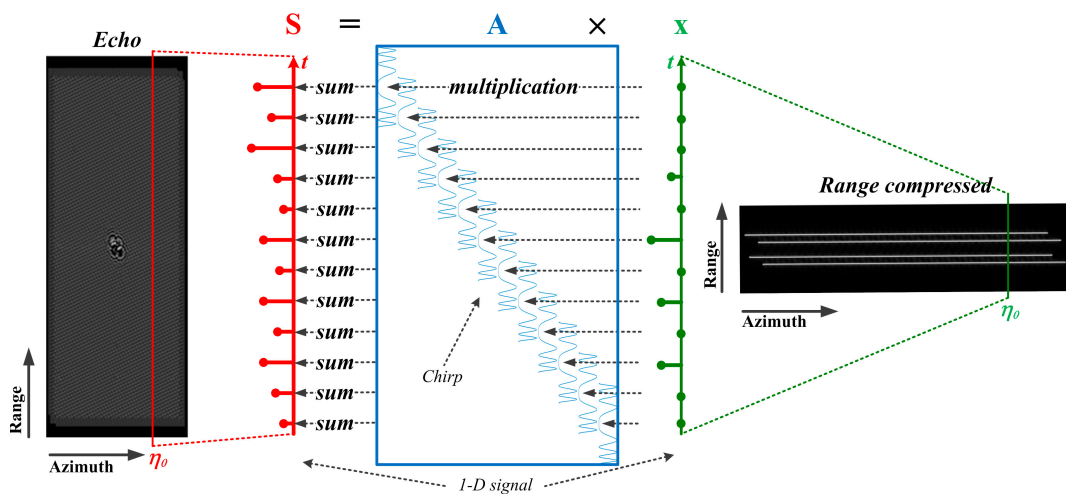 S = A × x
Echo
t
t
sum
multiplication
sum
sum
sum
sum
sum
sum
sum
sum
sum
sum
sum
Range compressed
Range
Azimuth
η₀
Chirp
Range
Azimuth
η₀
1-D signal